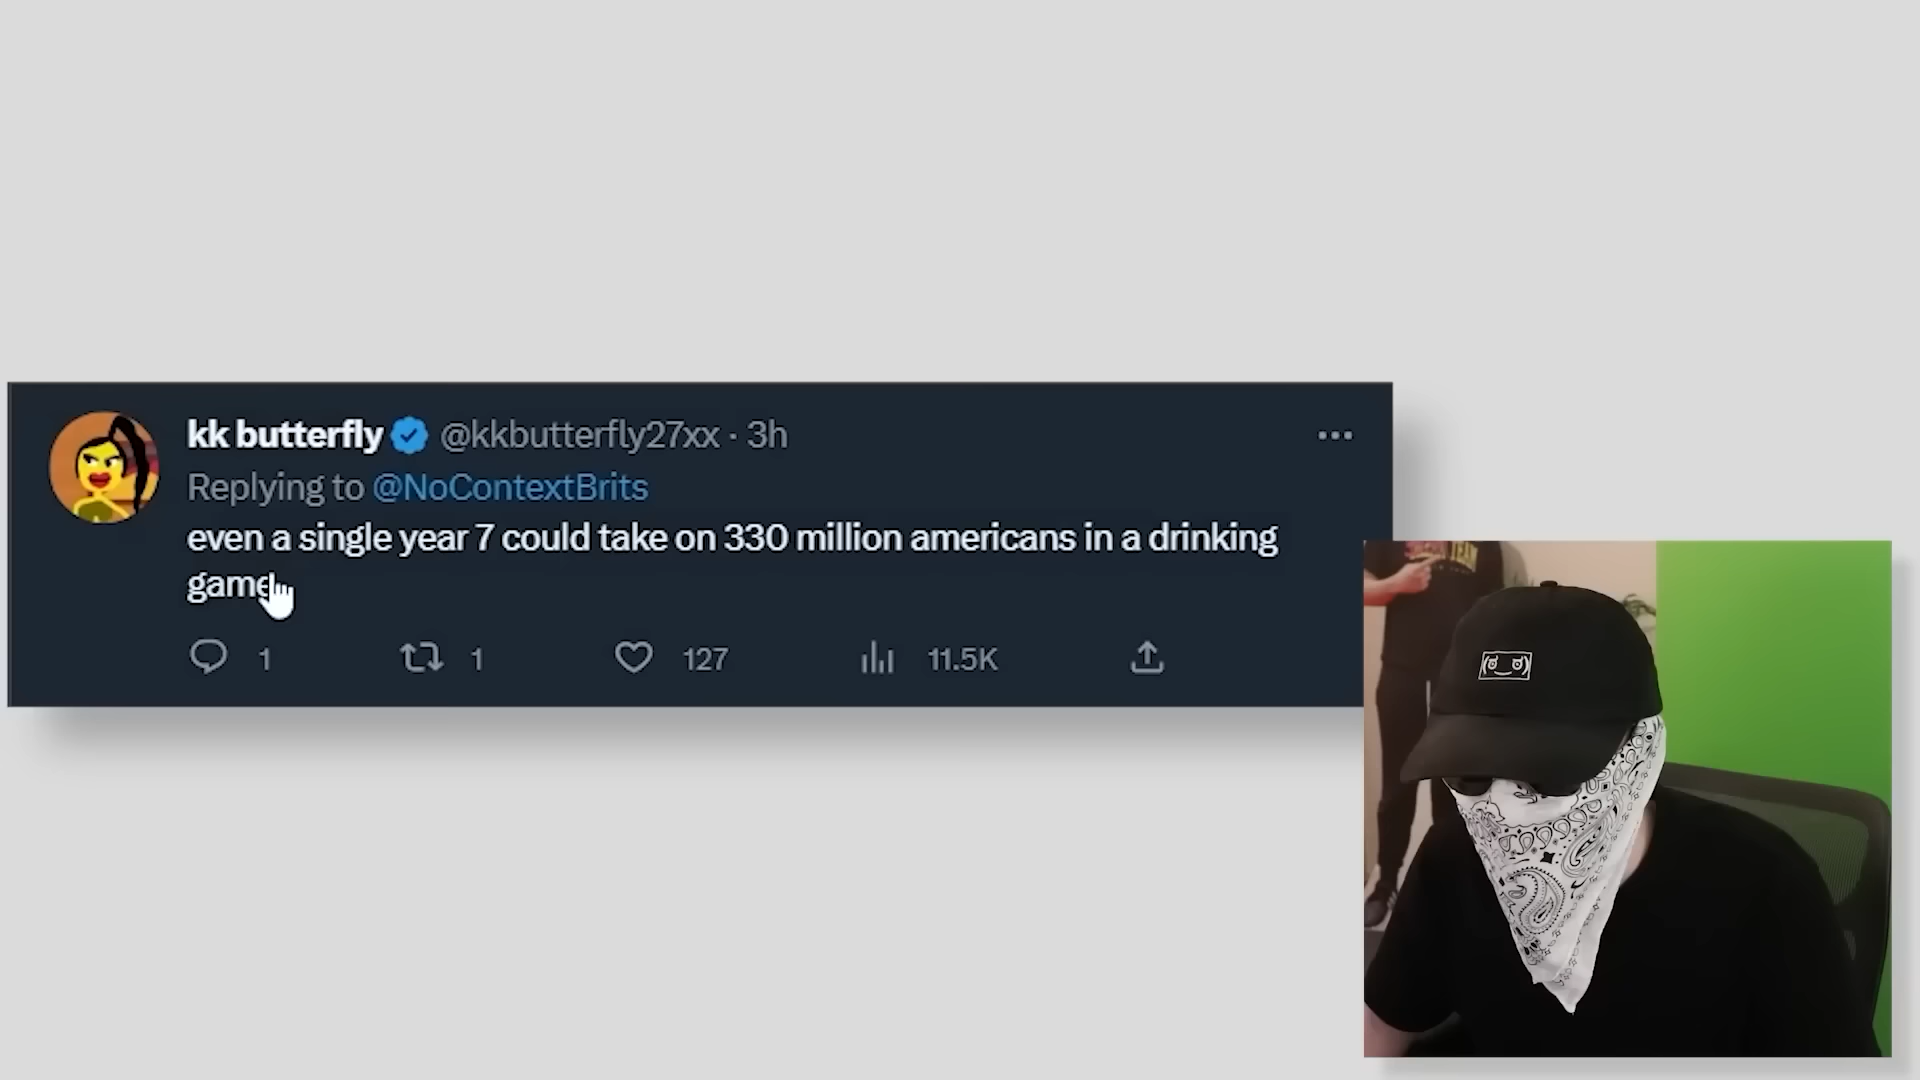 kk butterfly @kkbutterfly27xx · 3h
Replying to @NoContextBrits
even a single year 7 could take on 330 million americans in a drinking
game
1 1 127 11.5K
TEAM